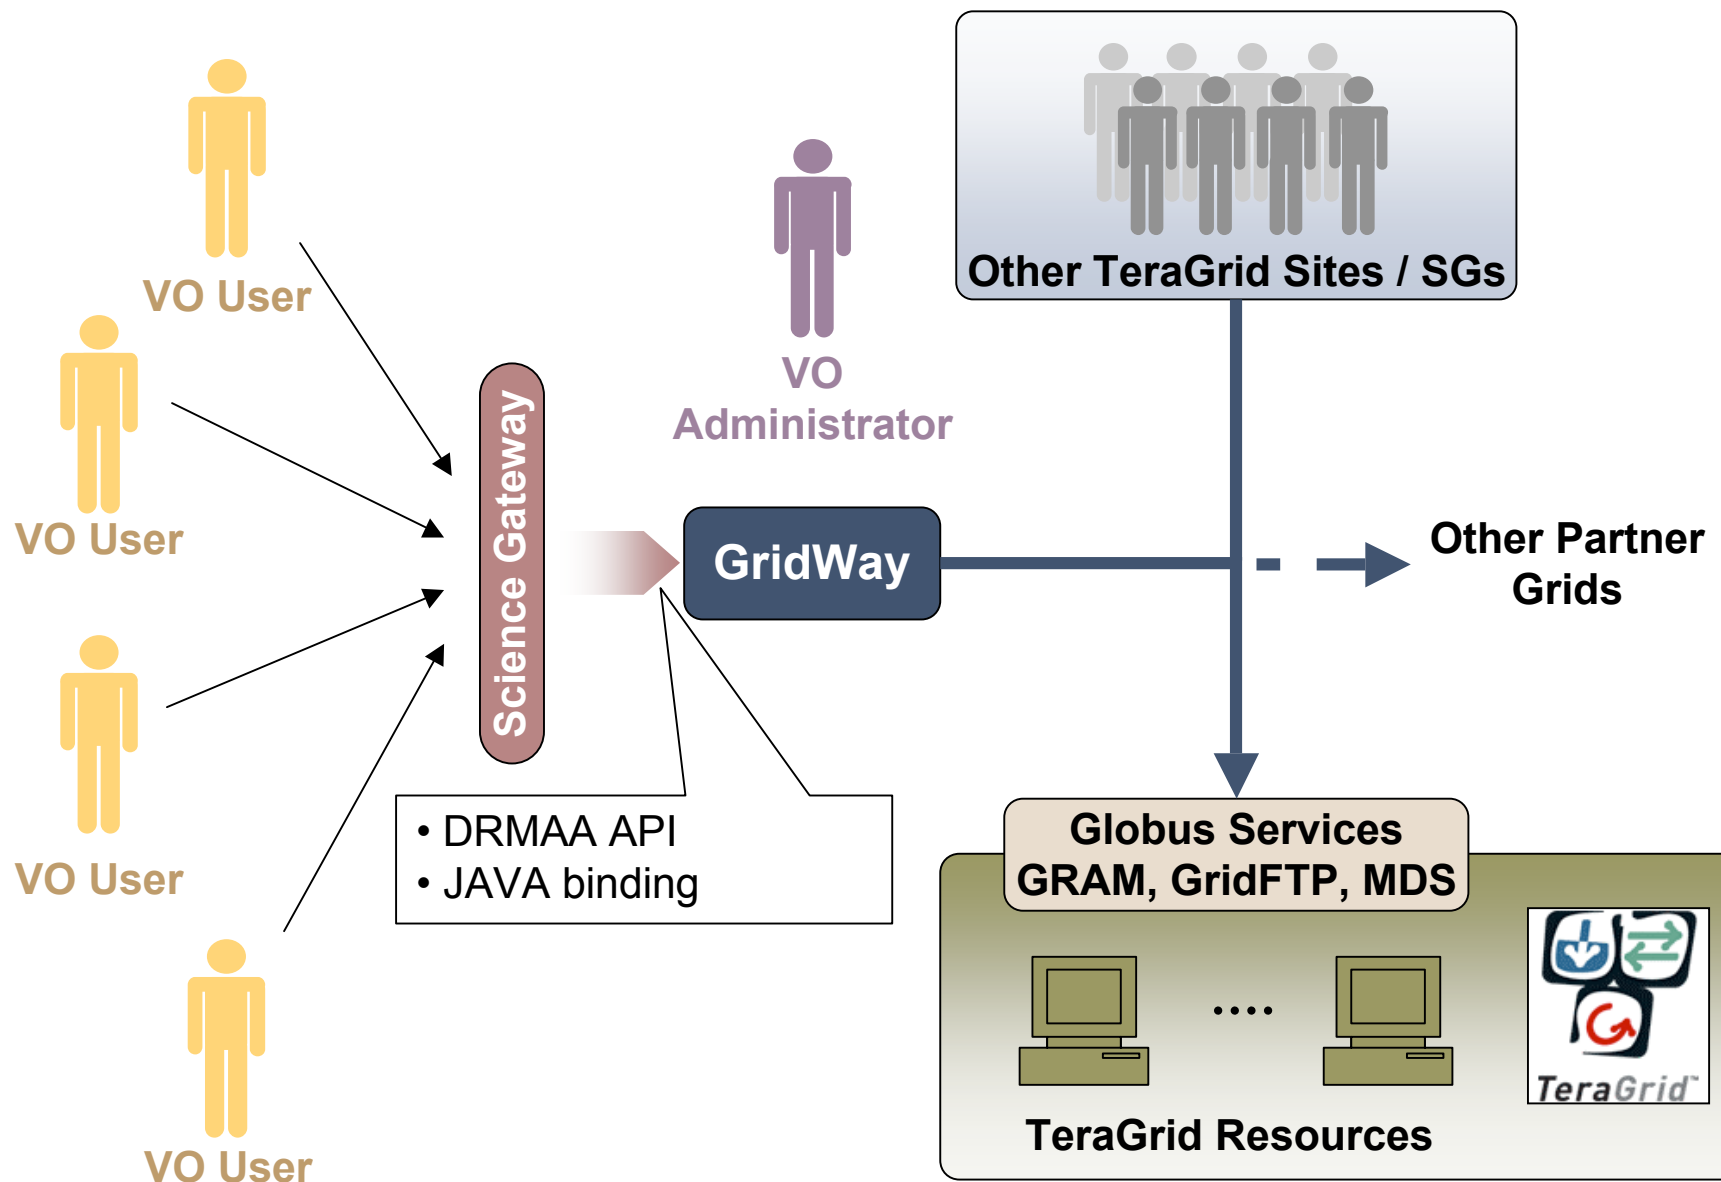 VO User
VO User
VO User
VO User
Science Gateway
VO
Administrator
GridWay
• DRMAA API
• JAVA binding
Other TeraGrid Sites / SGs
Other Partner
Grids
Globus Services
GRAM, GridFTP, MDS
....
TeraGrid™
TeraGrid Resources